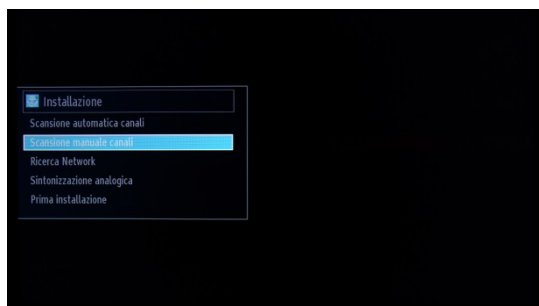 Installazione
Scansione automatica canali
Scansione manuale canali
Ricerca Network
Sintonizzazione analogica
Prima installazione